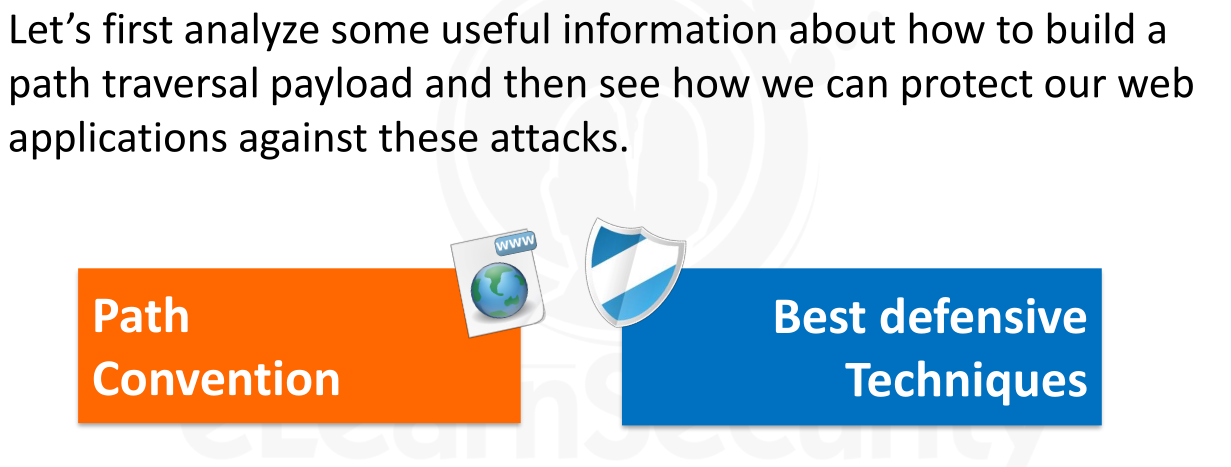 Let’s first analyze some useful information about how to build a
path traversal payload and then see how we can protect our web
applications against these attacks.
www
Path
Convention
Best defensive
Techniques
eLearnSecurity